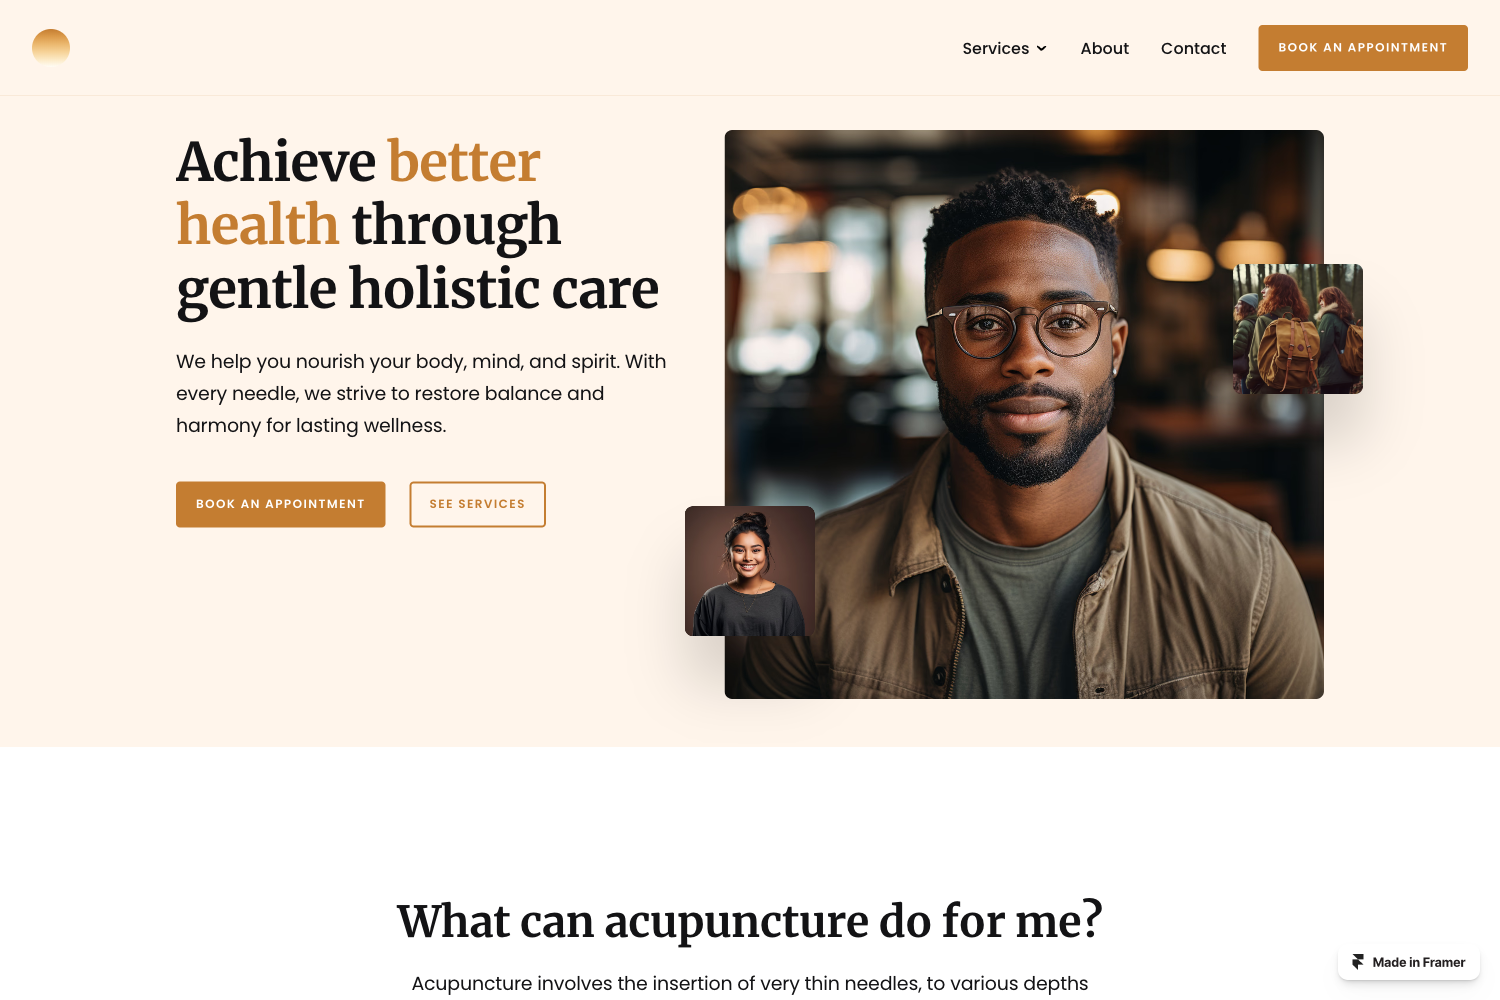 Services
About
Contact
BOOK AN APPOINTMENT
Achieve better
health through
gentle holistic care
We help you nourish your body, mind, and spirit. With
every needle, we strive to restore balance and
harmony for lasting wellness.
BOOK AN APPOINTMENT
SEE SERVICES
What can acupuncture do for me?
Acupuncture involves the insertion of very thin needles, to various depths
Made in Framer